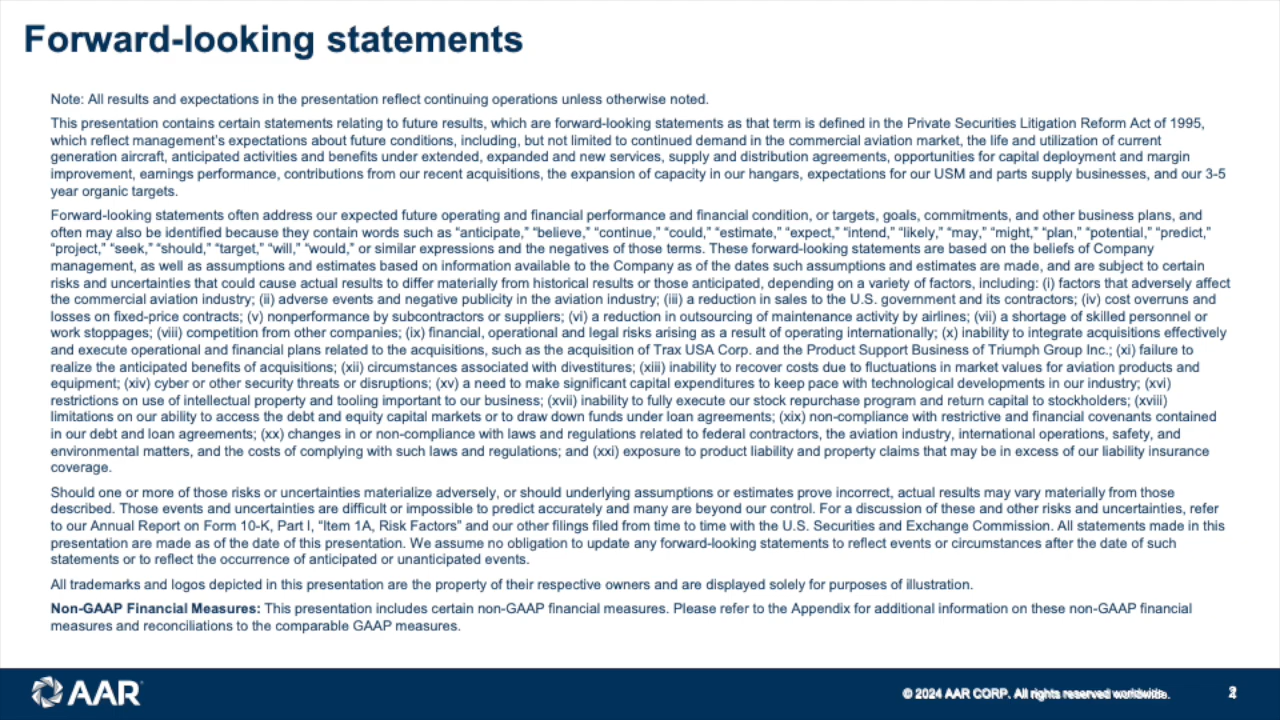 Forward-looking statements
Note: All results and expectations in the presentation reflect continuing operations unless otherwise noted.
This presentation contains certain statements relating to future results, which are forward-looking statements as that term is defined in the Private Securities Litigation Reform Act of 1995,
which reflect management's expectations about future conditions, including, but not limited to continued demand in the commercial aviation market, the life and utilization of current
generation aircraft, anticipated activities and benefits under extended, expanded and new services, supply and distribution agreements, opportunities for capital deployment and margin
improvement, earnings performance, contributions from our recent acquisitions, the expansion of capacity in our hangars, expectations for our USM and parts supply businesses, and our 3-5
year organic targets.
Forward-looking statements often address our expected future operating and financial performance and financial condition, or targets, goals, commitments, and other business plans, and
often may also be identified because they contain words such as “anticipate,” “believe,” “continue,” “could,” “estimate,” “expect,” “intend,” “likely,” “may,” “might,” “plan,” “potential,” “predict,”
“project,” “seek,” “should,” “target,” “will,” “would,” or similar expressions and the negatives of those terms. These forward-looking statements are based on the beliefs of Company
management, as well as assumptions and estimates based on information available to the Company as of the dates such assumptions and estimates are made, and are subject to certain
risks and uncertainties that could cause actual results to differ materially from historical results or those anticipated, depending on a variety of factors, including: (i) factors that adversely affect
the commercial aviation industry; (ii) adverse events and negative publicity in the aviation industry; (iii) a reduction in sales to the U.S. government and its contractors; (iv) cost overruns and
losses on fixed-price contracts; (v) nonperformance by subcontractors or suppliers; (vi) a reduction in outsourcing of maintenance activity by airlines; (vii) a shortage of skilled personnel or
work stoppages; (viii) competition from other companies; (ix) financial, operational and legal risks arising as a result of operating internationally; (x) inability to integrate acquisitions effectively
and execute operational and financial plans related to the acquisitions, such as the acquisition of Trax USA Corp. and the Product Support Business of Triumph Group Inc.; (xi) failure to
realize the anticipated benefits of acquisitions; (xii) circumstances associated with divestitures; (xiii) inability to recover costs due to fluctuations in market values for aviation products and
equipment; (xiv) cyber or other security threats or disruptions; (xv) a need to make significant capital expenditures to keep pace with technological developments in our industry; (xvi)
restrictions on use of intellectual property and tooling important to our business; (xvii) inability to fully execute our stock repurchase program and return capital to stockholders; (xviii)
limitations on our ability to access the debt and equity capital markets or to draw down funds under loan agreements; (xix) non-compliance with restrictive and financial covenants contained
in our debt and loan agreements; (xx) changes in or non-compliance with laws and regulations related to federal contractors, the aviation industry, international operations, safety, and
environmental matters, and the costs of complying with such laws and regulations; and (xxi) exposure to product liability and property claims that may be in excess of our liability insurance
coverage.
Should one or more of those risks or uncertainties materialize adversely, or should underlying assumptions or estimates prove incorrect, actual results may vary materially from those
described. Those events and uncertainties are difficult or impossible to predict accurately and many are beyond our control. For a discussion of these and other risks and uncertainties, refer
to our Annual Report on Form 10-K, Part I, “Item 1A, Risk Factors” and our other filings filed from time to time with the U.S. Securities and Exchange Commission. All statements made in this
presentation are made as of the date of this presentation. We assume no obligation to update any forward-looking statements to reflect events or circumstances after the date of such
statements or to reflect the occurrence of anticipated or unanticipated events.
All trademarks and logos depicted in this presentation are the property of their respective owners and are displayed solely for purposes of illustration.
Non-GAAP Financial Measures: This presentation includes certain non-GAAP financial measures. Please refer to the Appendix for additional information on these non-GAAP financial
measures and reconciliations to the comparable GAAP measures.
AAR
© 2024 AAR CORP. All rights reserved worldwide.